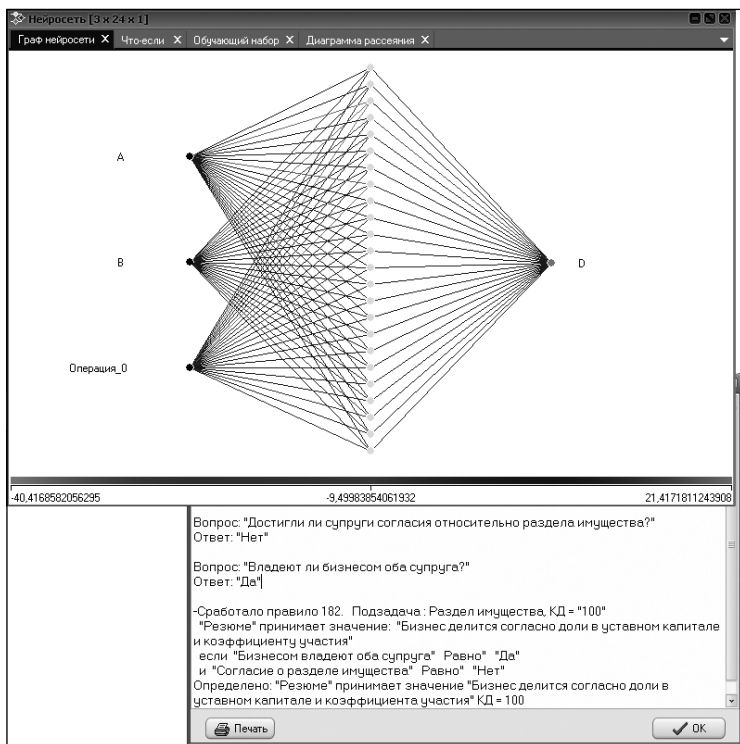 Нейросеть [3 x 24 x 1]
Граф нейросети X Что-если X Обучающий набор X Диаграмма рассеяния X
A
B
D
Операция_0
-40,4168582056295 -9,49983854061932 21,4171811243908
Вопрос: "Достигли ли супруги согласия относительно раздела имущества?"
Ответ: "Нет"
Вопрос: "Владеют ли бизнесом оба супруга?"
Ответ: "Да"
-Сработало правило 182. Подзадача : Раздел имущества, КД = "100"
"Резюме" принимает значение: "Бизнес делится согласно доли в уставном капитале
и коэффициенту участия"
если "Бизнесом владеют оба супруга" Равно "Да"
и "Согласие о разделе имущества" Равно "Нет"
Определено: "Резюме" принимает значение "Бизнес делится согласно доли в
уставном капитале и коэффициента участия" КД = 100
Печать OK